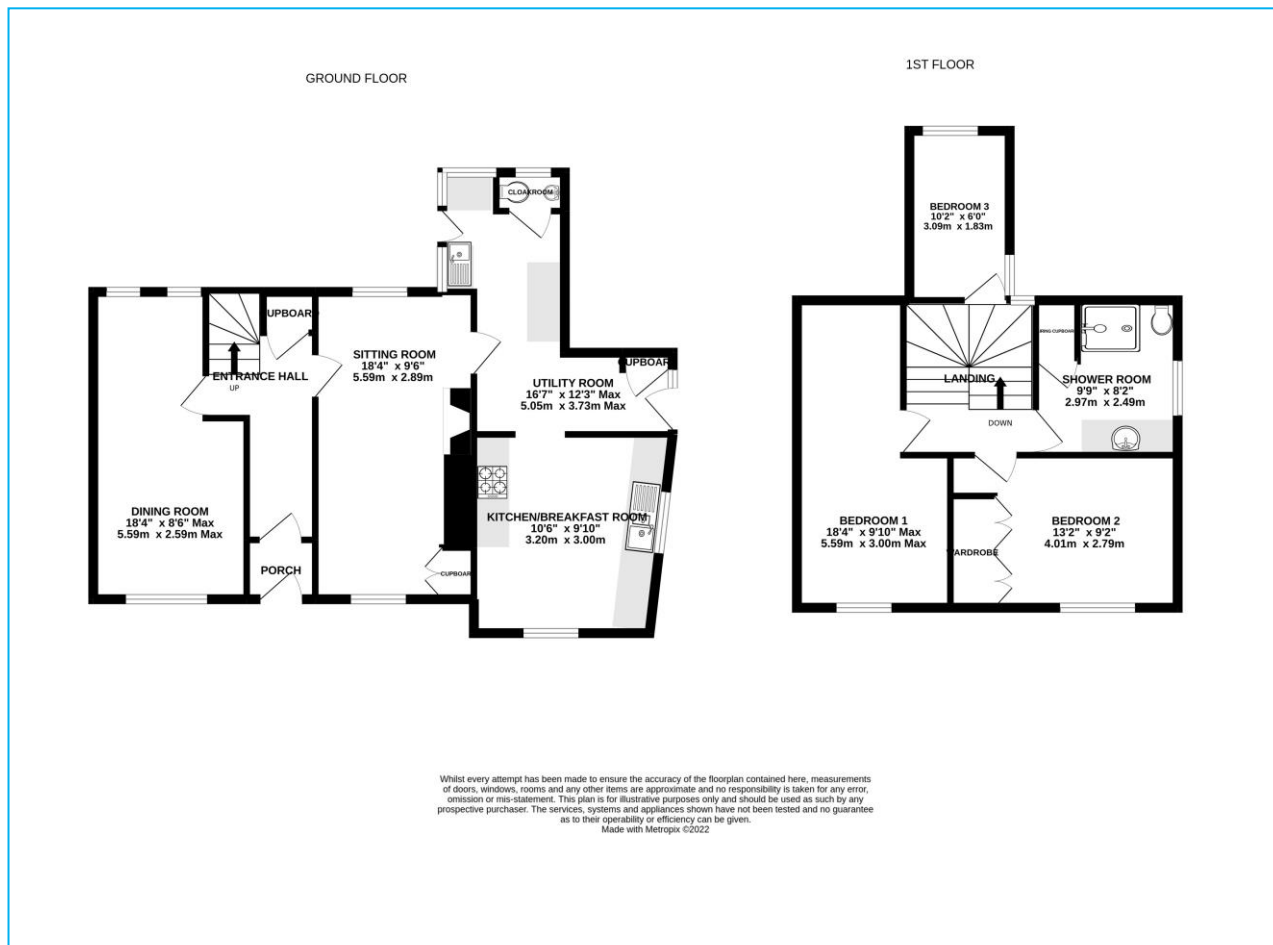 GROUND FLOOR
CLOAKROOM
UPBOARD
SITTING ROOM
18'4" x 9'6"
5.59m x 2.89m
ENTRANCE HALL
UP
CUPBOARD
UTILITY ROOM
16'7" x 12'3" Max
5.05m x 3.73m Max
DINING ROOM
18'4" x 8'6" Max
5.59m x 2.59m Max
KITCHEN/BREAKFAST ROOM
10'6" x 9'10"
3.20m x 3.00m
PORCH
CUPBOAR
1ST FLOOR
BEDROOM 3
10'2" x 6'0"
3.09m x 1.83m
IRING CUPBOAR
LANDING
DOWN
SHOWER ROOM
9'9" x 8'2"
2.97m x 2.49m
BEDROOM 1
18'4" x 9'10" Max
5.59m x 3.00m Max
BEDROOM 2
13'2" x 9'2"
4.01m x 2.79m
WARDROBE
Whilst every attempt has been made to ensure the accuracy of the floorplan contained here, measurements
of doors, windows, rooms and any other items are approximate and no responsibility is taken for any error,
omission or mis-statement. This plan is for illustrative purposes only and should be used as such by any
prospective purchaser. The services, systems and appliances shown have not been tested and no guarantee
as to their operability or efficiency can be given.
Made with Metropix ©2022